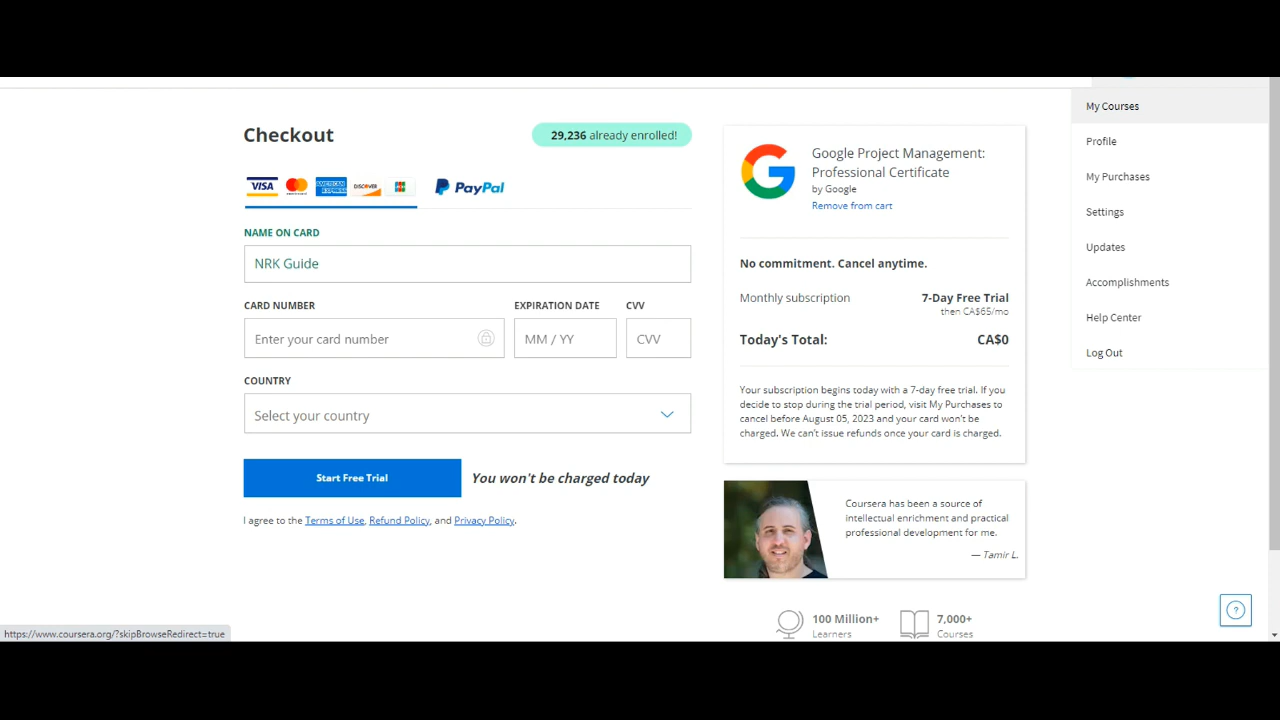 Checkout
29,236 already enrolled!
VISA
AMERICAN EXPRESS
DISCOVER
JCB
PayPal
NAME ON CARD
NRK Guide
CARD NUMBER
EXPIRATION DATE
CVV
Enter your card number
MM / YY
CVV
COUNTRY
Select your country
Start Free Trial
You won't be charged today
I agree to the Terms of Use, Refund Policy, and Privacy Policy.
Google Project Management:
Professional Certificate
by Google
Remove from cart
No commitment. Cancel anytime.
Monthly subscription
7-Day Free Trial
then CA$65/mo
Today's Total:
CA$0
Your subscription begins today with a 7-day free trial. If you
decide to stop during the trial period, visit My Purchases to
cancel before August 05, 2023 and your card won't be
charged. We can't issue refunds once your card is charged.
Coursera has been a source of
intellectual enrichment and practical
professional development for me.
— Tamir L.
100 Million+
Learners
7,000+
Courses
My Courses
Profile
My Purchases
Settings
Updates
Accomplishments
Help Center
Log Out
?
https://www.coursera.org/?skipBrowseRedirect=true